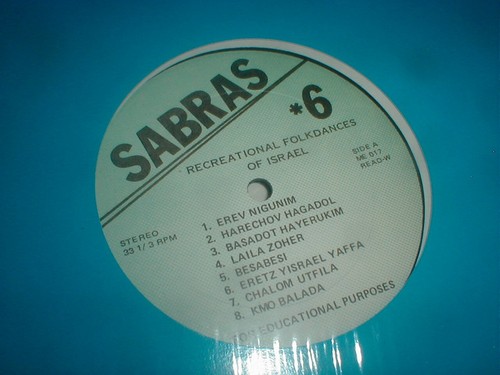 SABRAS
*6
RECREATIONAL FOLKDANCES
OF ISRAEL
STEREO
33 1/3 RPM
SIDE A
ME 617
READ-W
1. EREV NIGUNIM
2. HARECHOV HAGADOL
3. BASADOT HAYERUKIM
4. LAILA ZOHER
5. BESABESI
6. ERETZ YISRAEL YAFFA
7. CHALOM UTFILA
8. KMO BALADA
FOR EDUCATIONAL PURPOSES